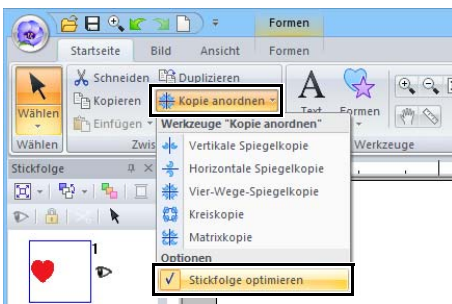 Formen
Startseite Bild Ansicht Formen
Schneiden Duplizieren
Wählen Kopieren Kopie anordnen A Text Formen
Einfügen Werkzeuge "Kopie anordnen"
Wählen Zwis Vertikale Spiegelkopie Werkzeuge
Stickfolge Horizontale Spiegelkopie
Vier-Wege-Spiegelkopie
Kreiskopie
1 Matrixkopie
Optionen
Stickfolge optimieren